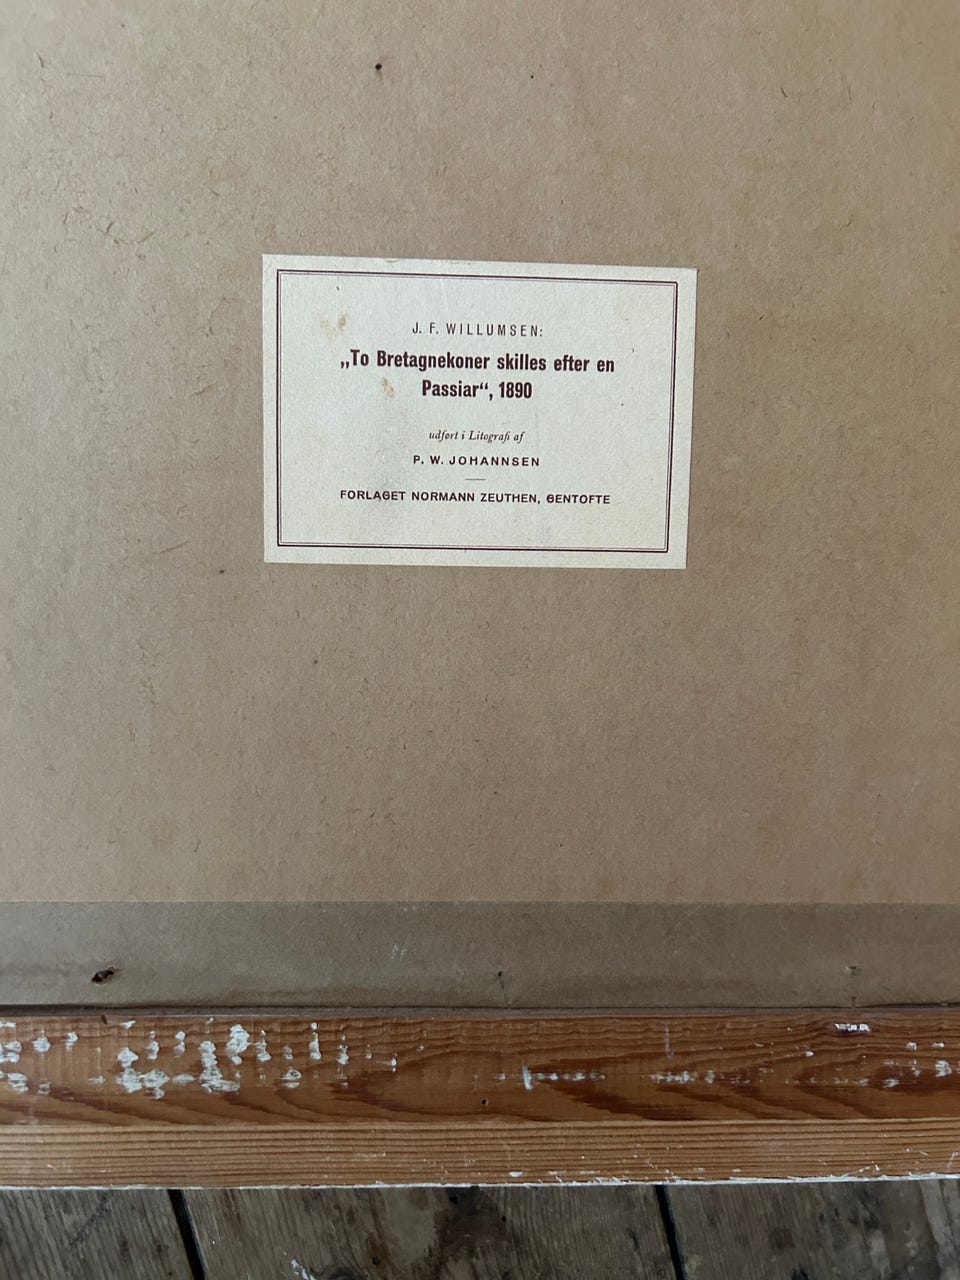 J. F. WILLUMSEN:
„To Bretagnekoner skilles efter en
Passiar“, 1890
udført i Litografi af
P. W. JOHANNSEN
FORLAGET NORMANN ZEUTHEN, GENTOFTE